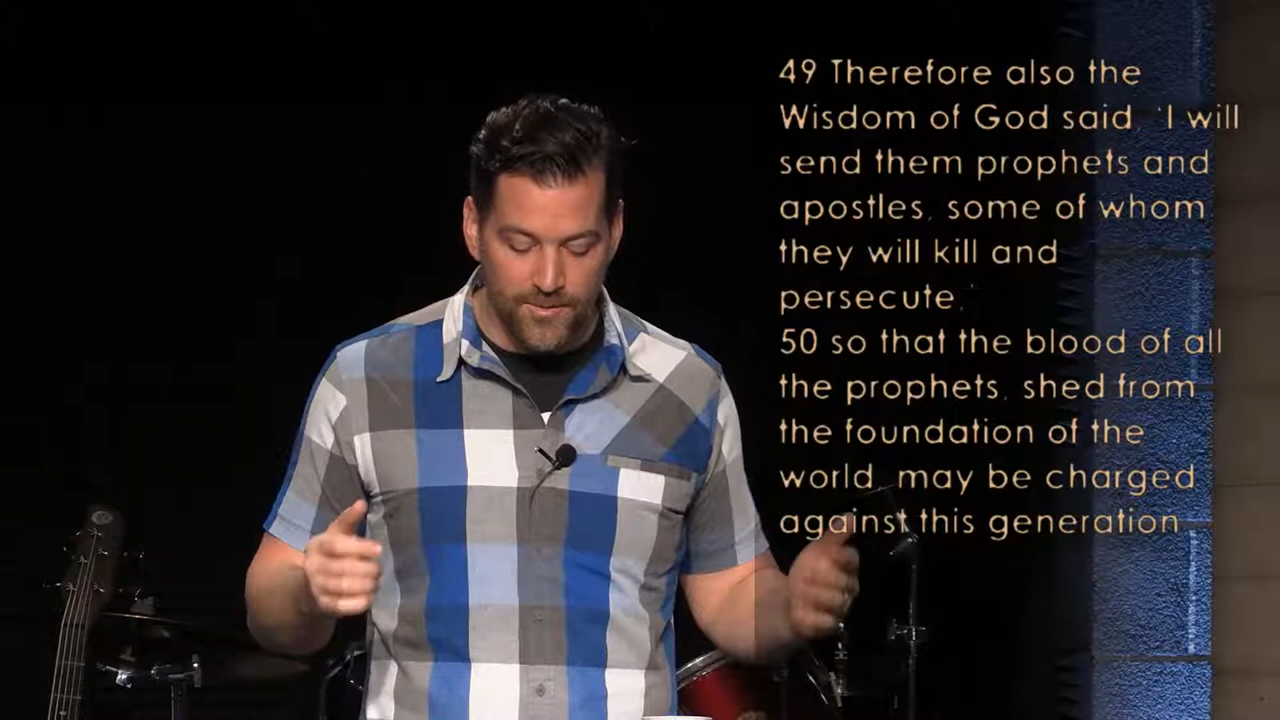 49 Therefore also the
Wisdom of God said, 'I will
send them prophets and
apostles, some of whom
they will kill and
persecute,'
50 so that the blood of all
the prophets, shed from
the foundation of the
world, may be charged
against this generation